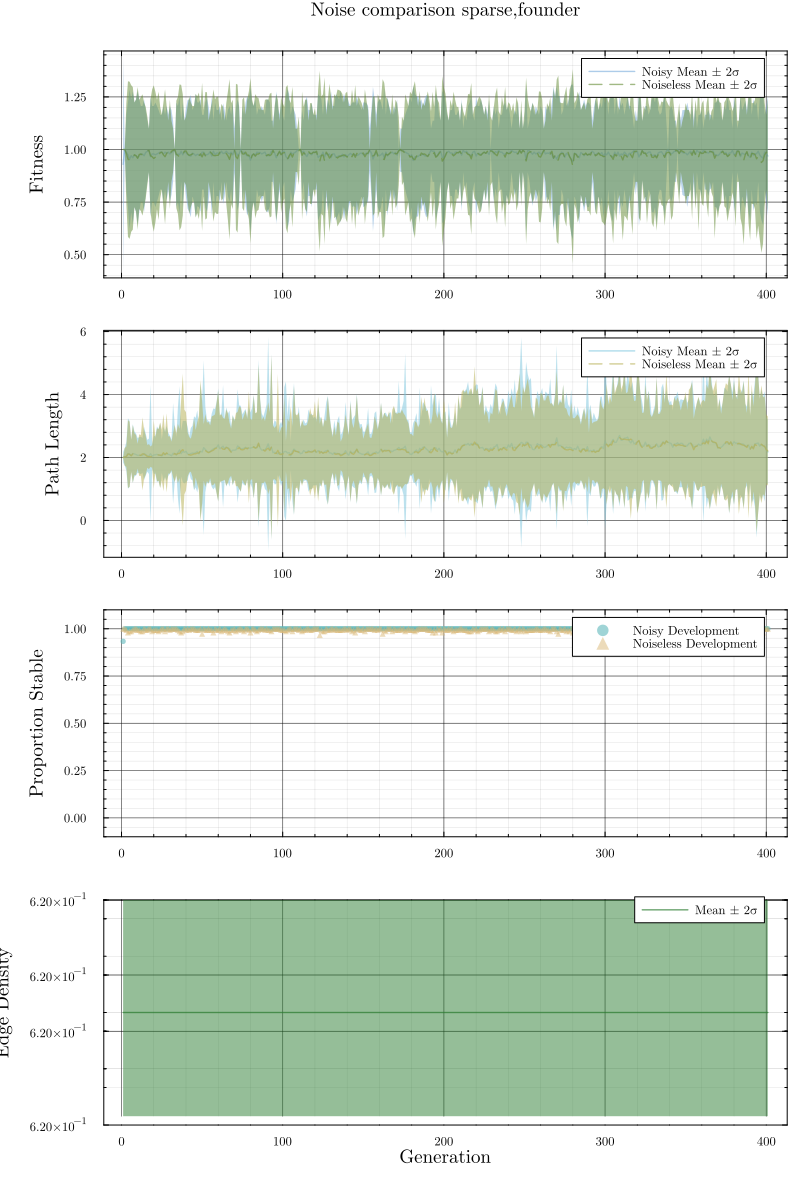 Noise comparison sparse,founder
Noisy Mean ± 2σ
Noiseless Mean ± 2σ
Fitness
1.25
1.00
0.75
0.50
0 100 200 300 400
Noisy Mean ± 2σ
Noiseless Mean ± 2σ
Path Length
6
4
2
0
0 100 200 300 400
Noisy Development
Noiseless Development
Proportion Stable
1.00
0.75
0.50
0.25
0.00
0 100 200 300 400
Mean ± 2σ
Edge Density
6.20×10⁻¹
6.20×10⁻¹
6.20×10⁻¹
6.20×10⁻¹
0 100 200 300 400
Generation